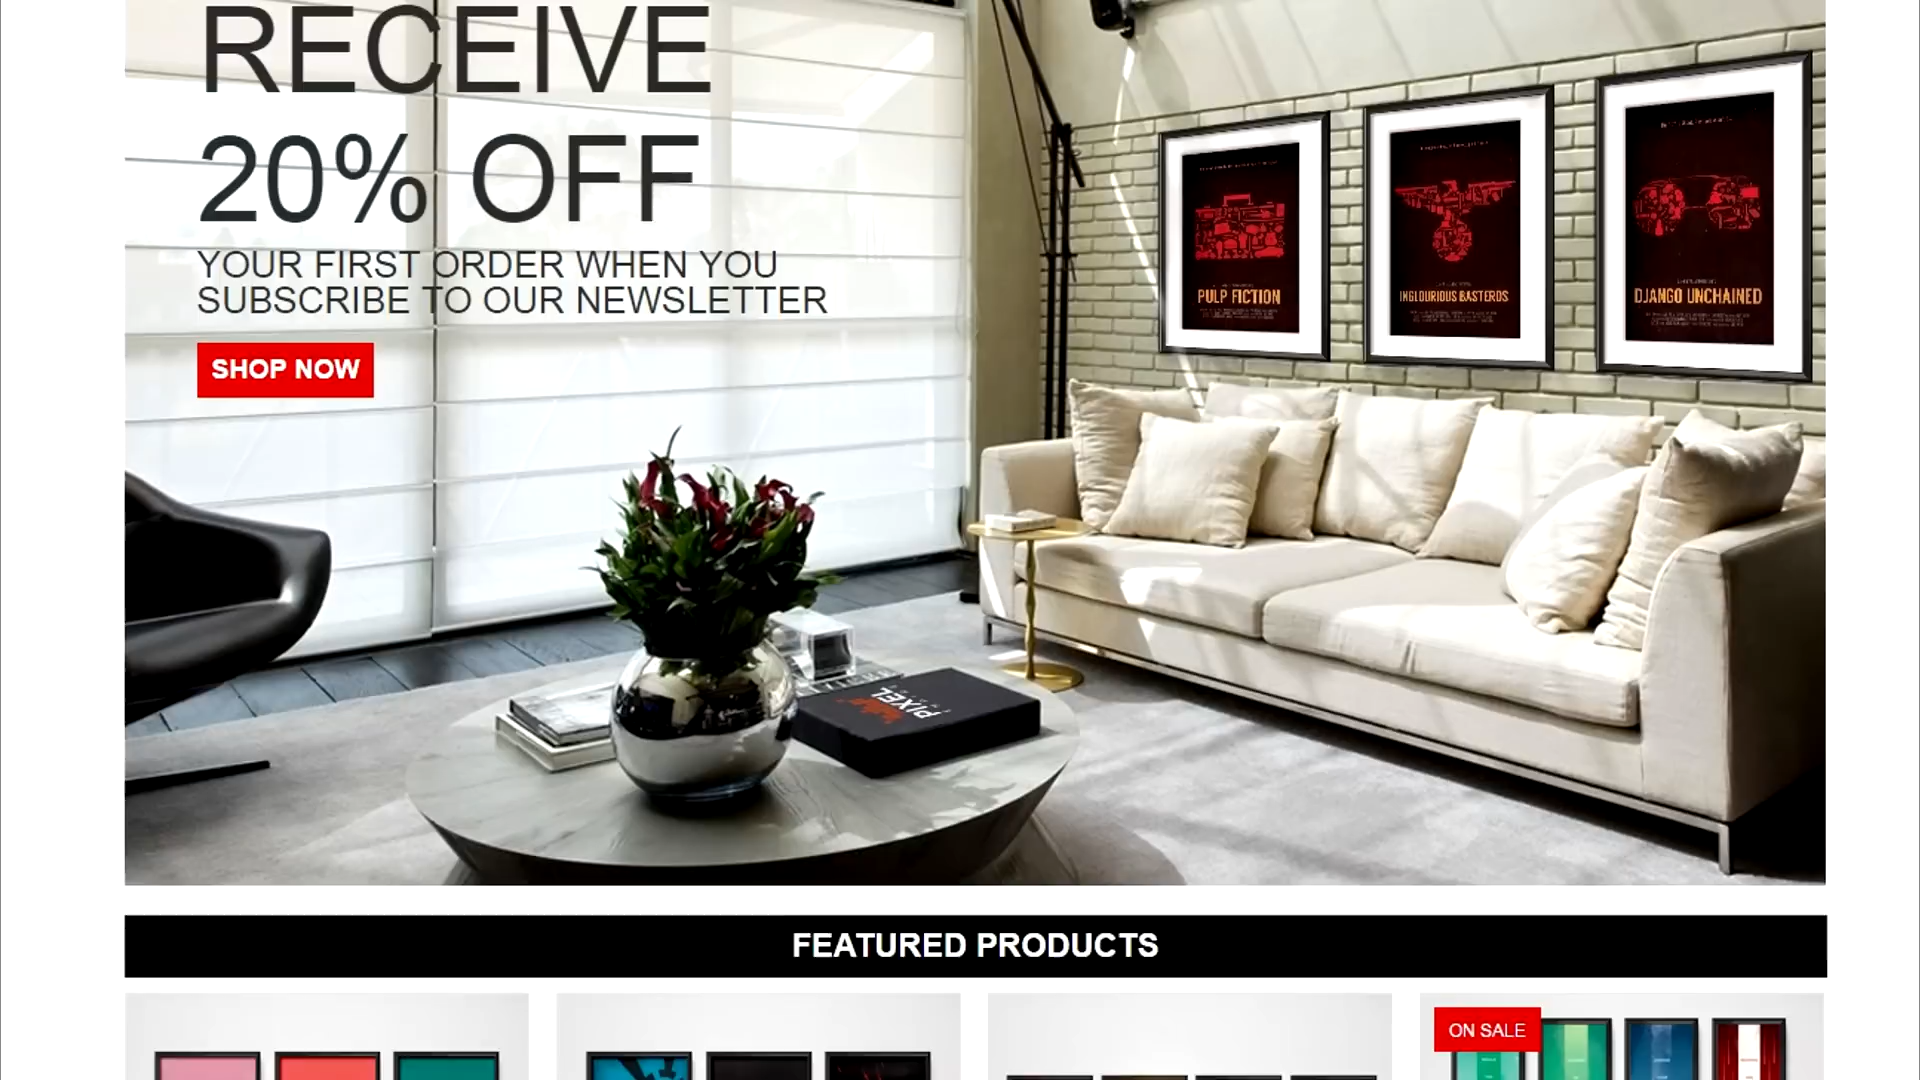 RECEIVE
20% OFF
YOUR FIRST ORDER WHEN YOU
SUBSCRIBE TO OUR NEWSLETTER
SHOP NOW
PULP FICTION
INGLOURIOUS BASTERDS
DJANGO UNCHAINED
PIXEL
FEATURED PRODUCTS
ON SALE